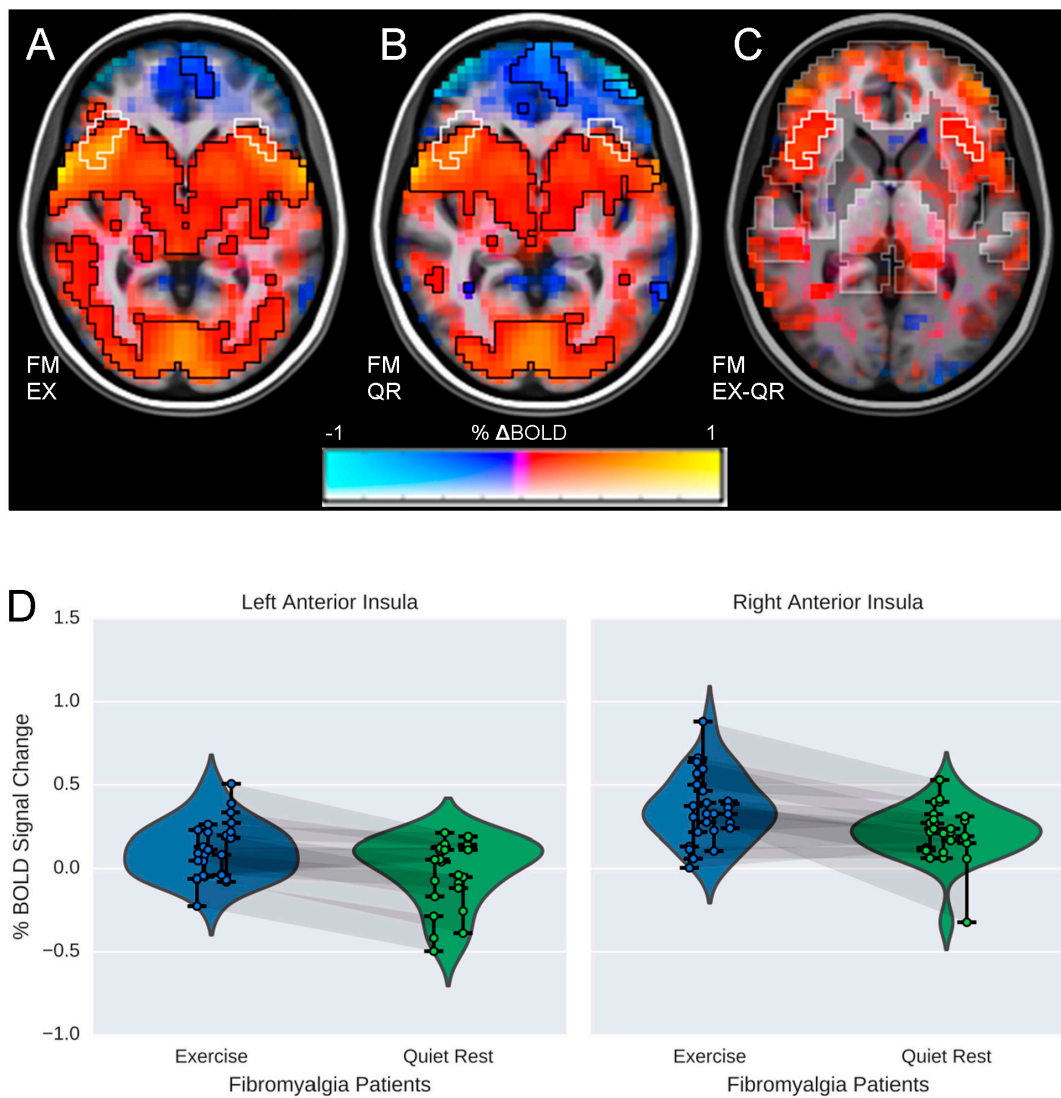 A B C
FM FM FM
EX QR EX-QR
-1 % ΔBOLD 1
D
Left Anterior Insula Right Anterior Insula
1.5
1.0
0.5
0.0
−0.5
−1.0
% BOLD Signal Change
Exercise Quiet Rest Exercise Quiet Rest
Fibromyalgia Patients Fibromyalgia Patients